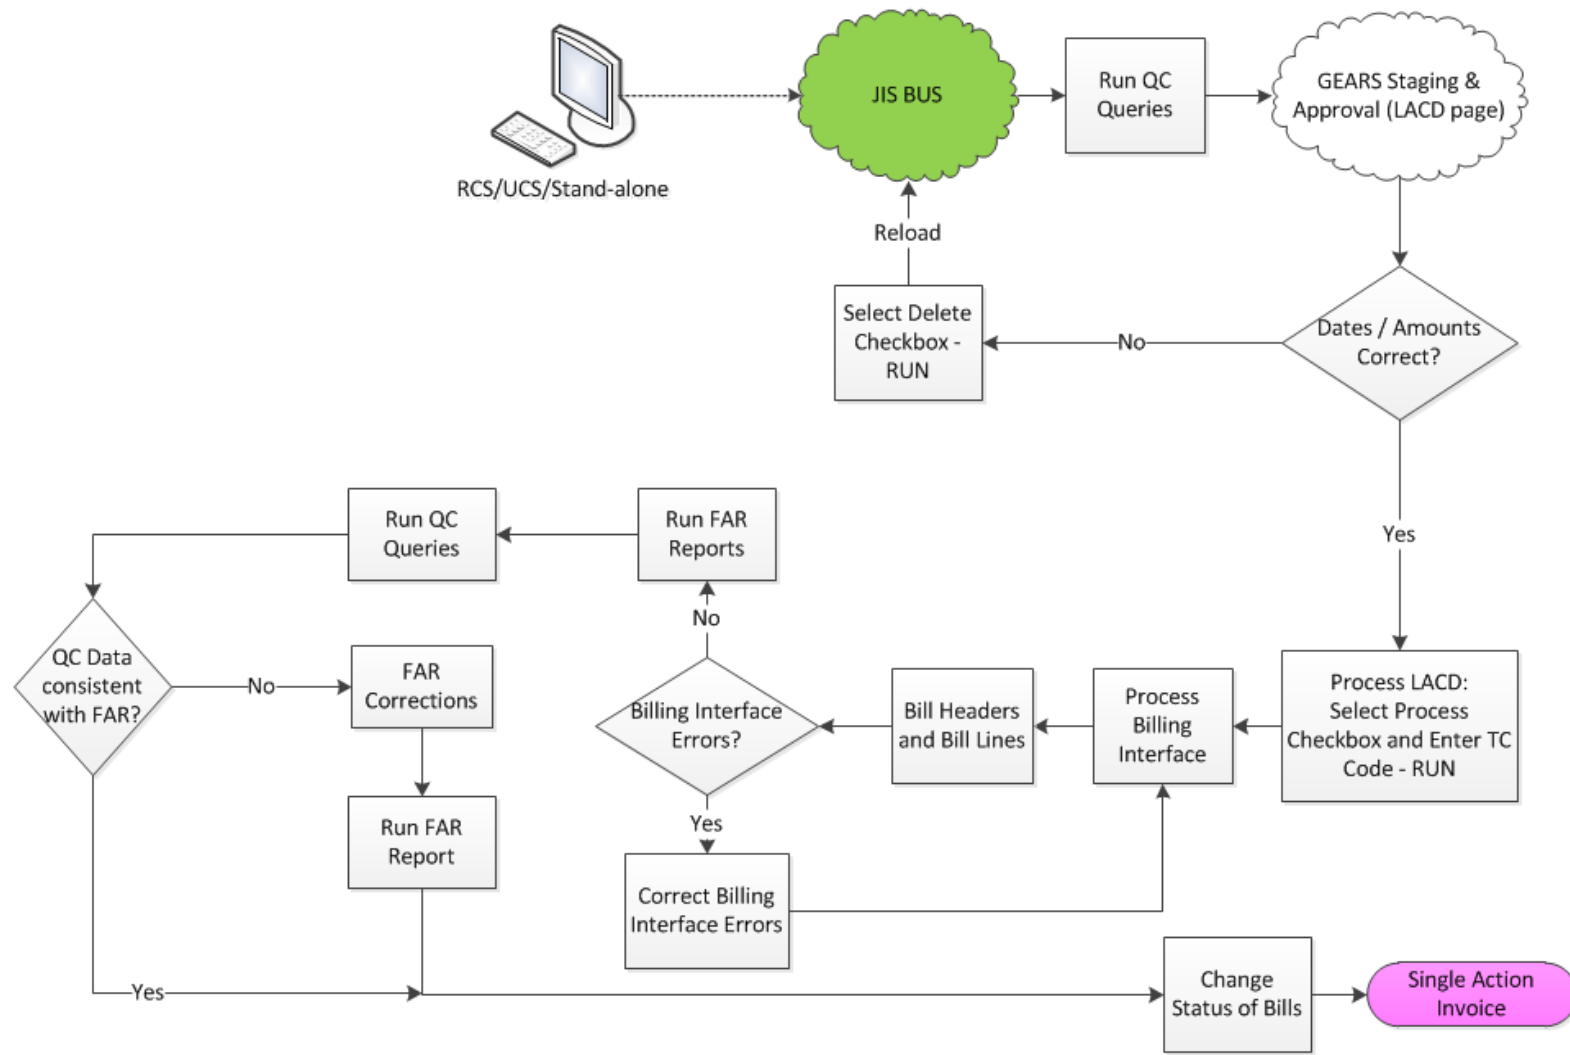 RCS/UCS/Stand-alone
JIS BUS
Run QC
Queries
GEARS Staging &
Approval (LACD page)
Reload
Select Delete
Checkbox -
RUN
No
Dates / Amounts
Correct?
Yes
Run QC
Queries
Run FAR
Reports
No
QC Data
consistent
with FAR?
No
FAR
Corrections
Billing Interface
Errors?
Bill Headers
and Bill Lines
Process
Billing
Interface
Process LACD:
Select Process
Checkbox and Enter TC
Code - RUN
Run FAR
Report
Yes
Correct Billing
Interface Errors
Yes
Change
Status of Bills
Single Action
Invoice